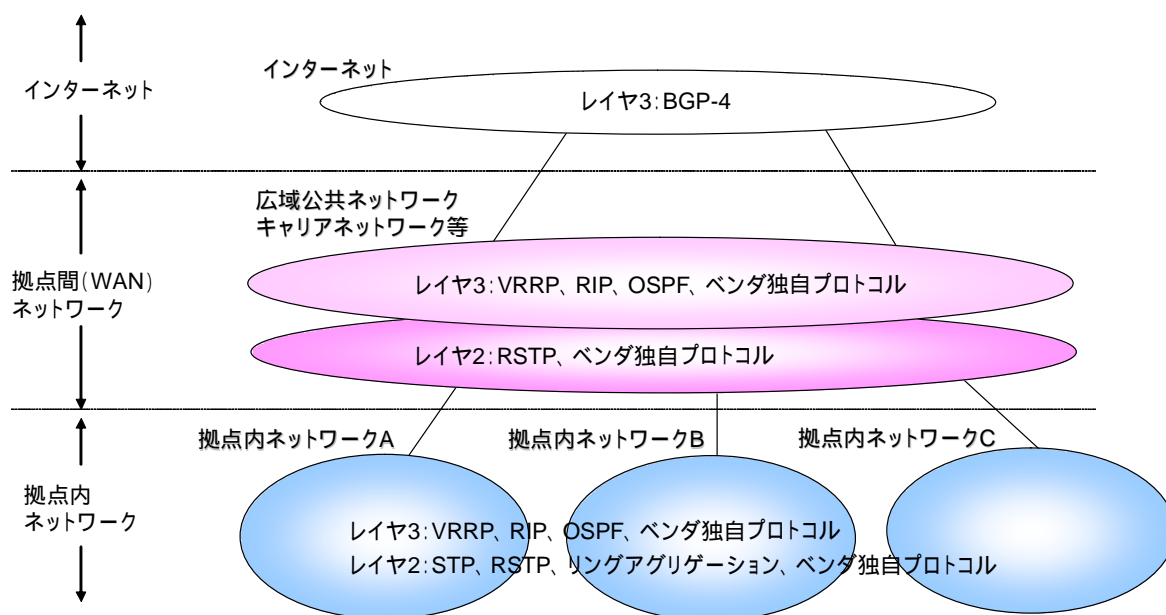 インターネット
インターネット
レイヤ3：BGP-4
広域公共ネットワーク
キャリアネットワーク等
拠点間（WAN）
ネットワーク
レイヤ3：VRRP、RIP、OSPF、ベンダ独自プロトコル
レイヤ2：RSTP、ベンダ独自プロトコル
拠点内ネットワークA
拠点内ネットワークB
拠点内ネットワークC
拠点内
ネットワーク
レイヤ3：VRRP、RIP、OSPF、ベンダ独自プロトコル
レイヤ2：STP、RSTP、リングアグリゲーション、ベンダ独自プロトコル